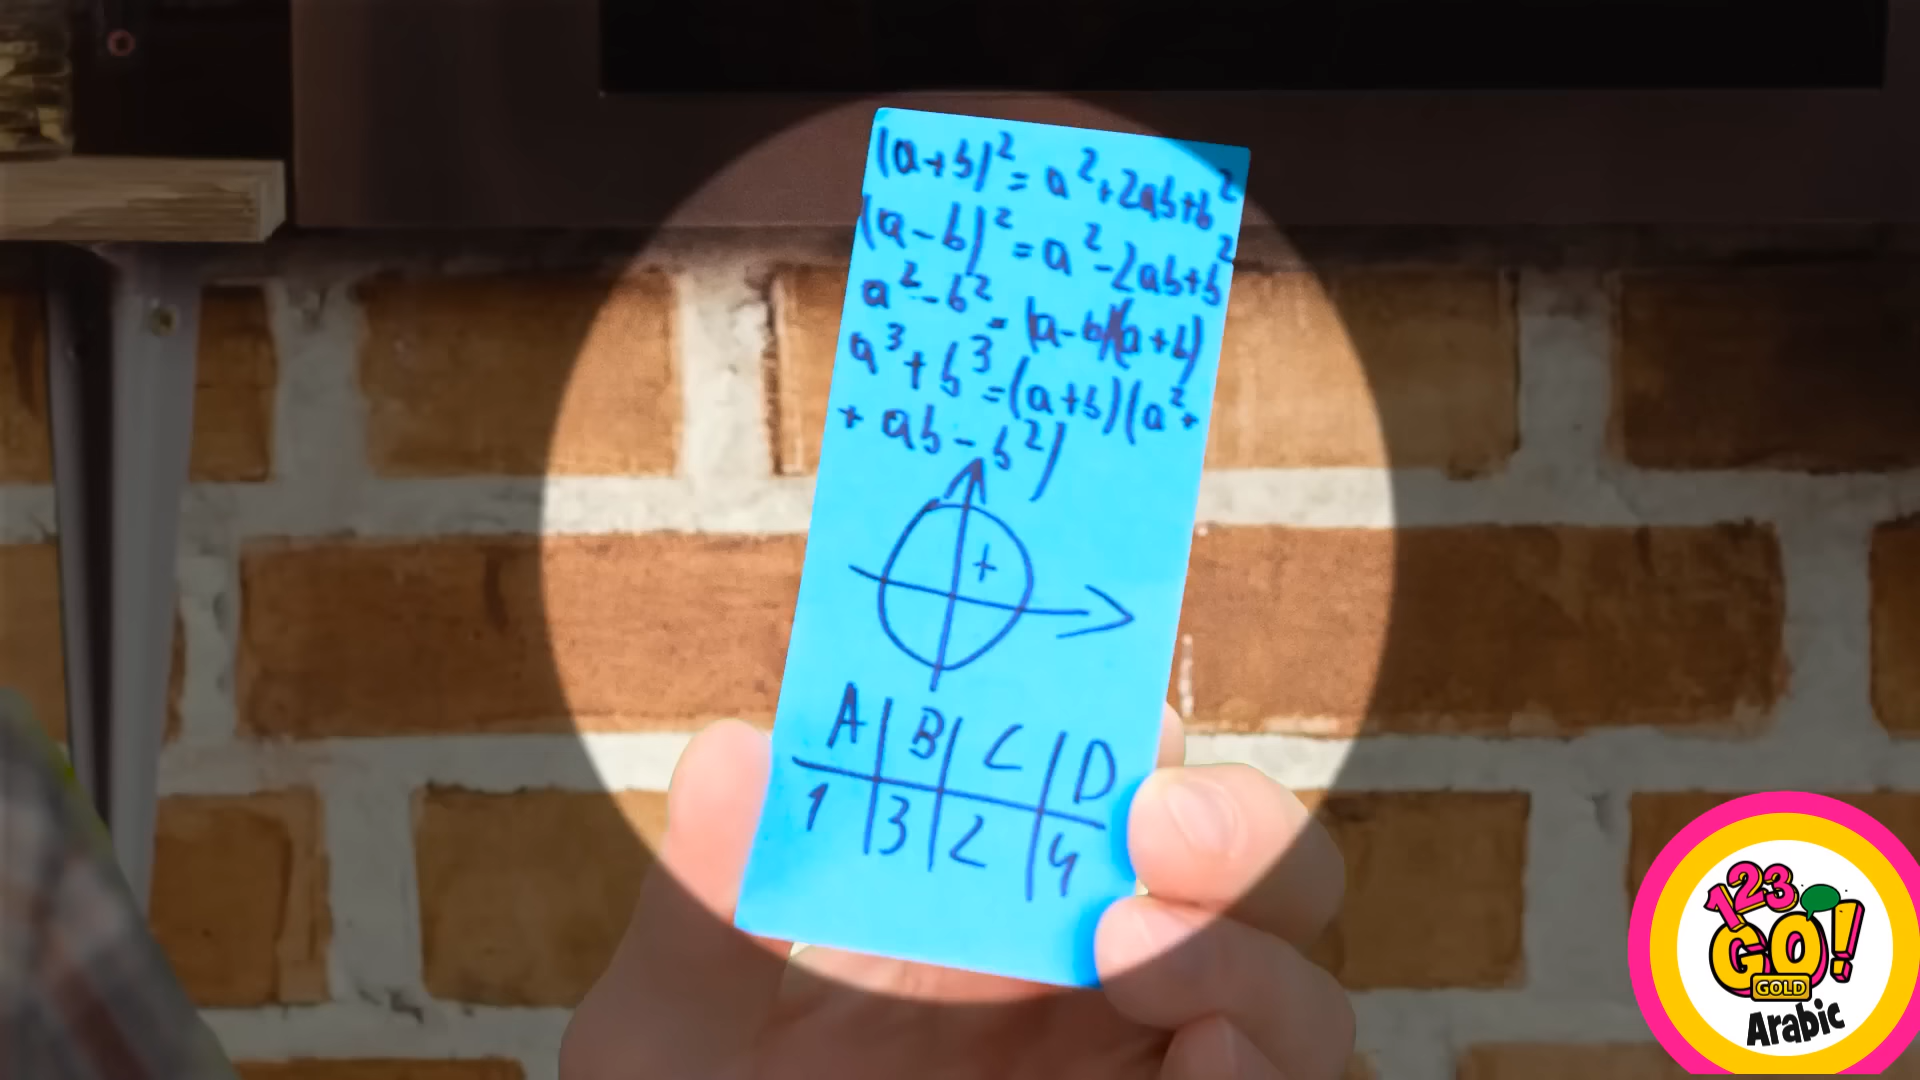 (a+b)² = a²+2ab+b²
(a-b)² = a²-2ab+b²
a²-b² = (a-b)(a+b)
a³+b³=(a+b)(a²+
+ab-b²)
+
A B C D
1 3 2 4
123
GO!
GOLD
Arabic